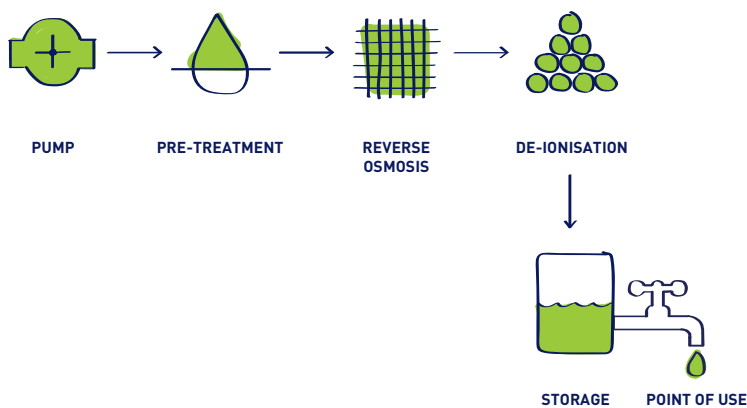 PUMP
PRE-TREATMENT
REVERSE
OSMOSIS
DE-IONISATION
STORAGE
POINT OF USE